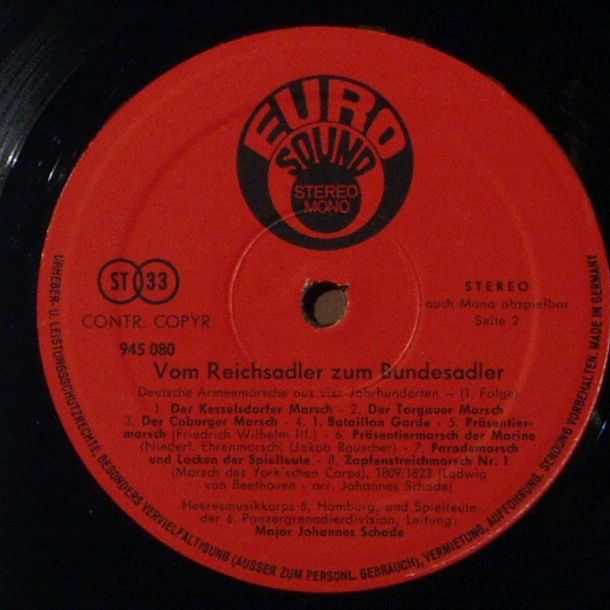 EURO
SOUND
STEREO
MONO
ST 33
CONTR. COPYR.
945 080
STEREO
auch Mono abspielbar
Seite 2
Vom Reichsadler zum Bundesadler
Deutsche Armeemärsche aus vier Jahrhunderten - (1. Folge)
1. Der Kesselsdorfer Marsch - 2. Der Torgauer Marsch
3. Der Coburger Marsch - 4. 1. Bataillon Garde - 5. Präsentier-
marsch (Friedrich Wilhelm III.) - 6. Präsentiermarsch der Marine
(Niederl. Ehrenmarsch) (Jakob Rauscher) - 7. Parademarsch
und Locken der Spielleute - 8. Zapfenstreichmarsch Nr. 1
(Marsch des York'schen Corps), 1809/1823 (Ludwig
van Beethoven - arr. Johannes Schade)
Heeresmusikkorps 6, Hamburg, und Spielleute
der 6. Panzergrenadierdivision, Leitung:
Major Johannes Schade
URHEBER- U. LEISTUNGSSCHUTZRECHTE, BESONDERS VERVIELFÄLTIGUNG (AUSSER ZUM PERSÖNL. GEBRAUCH), VERMIETUNG, AUFFÜHRUNG, SENDUNG VORBEHALTEN. MADE IN GERMANY